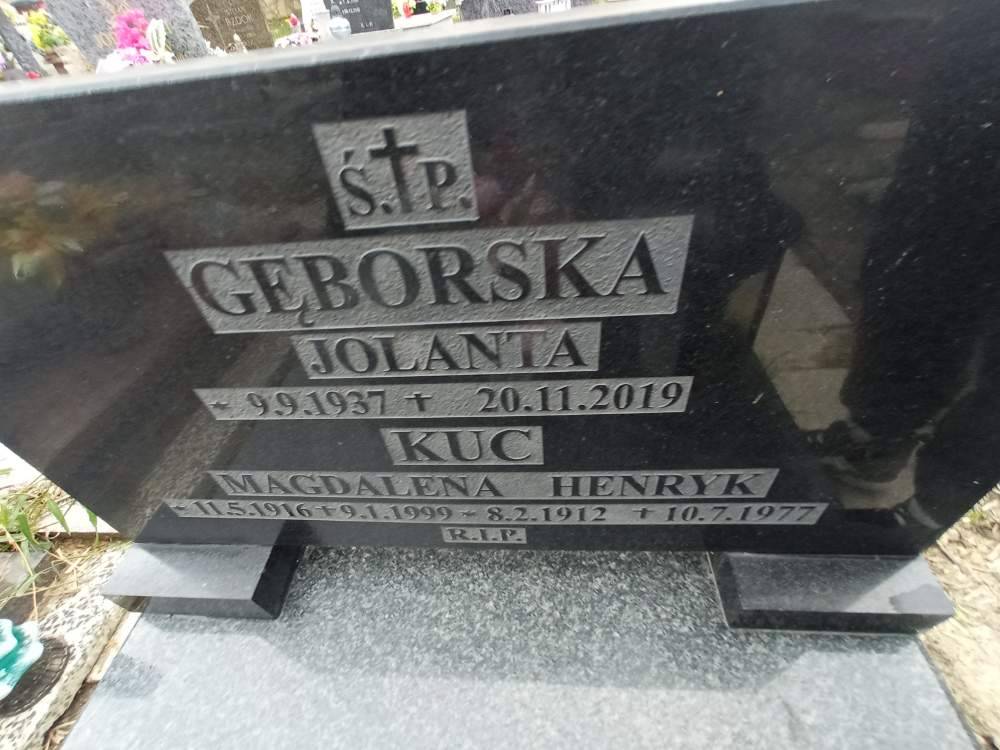 BZDOK
Ś.✝P.
GĘBORSKA
JOLANTA
* 9.9.1937 ✝ 20.11.2019
KUC
MAGDALENA HENRYK
* 11.5.1916 ✝ 9.1.1999 * 8.2.1912 ✝ 10.7.1977
R.I.P.